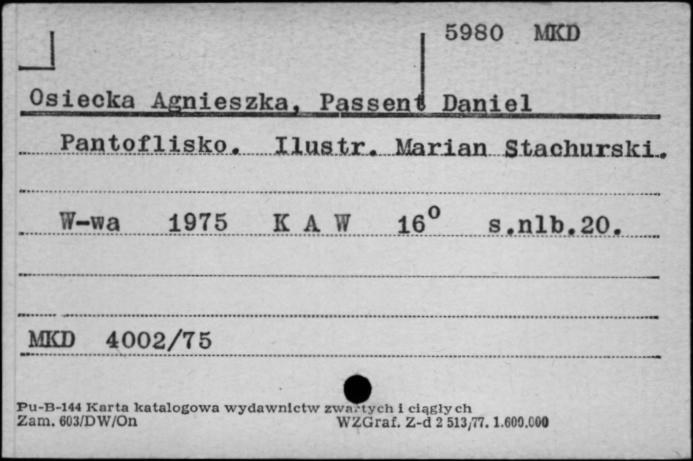 5980 MKD
Osiecka Agnieszka, Passent Daniel
Pantoflisko. Ilustr. Marian Stachurski.
W-wa 1975 K A W 16° s.nlb.20.
MKD 4002/75
Pu-B-144 Karta katalogowa wydawnictw zwartych i ciągłych
Zam. 603/DW/On WZGraf. Z-d 2 513/77. 1.600.000